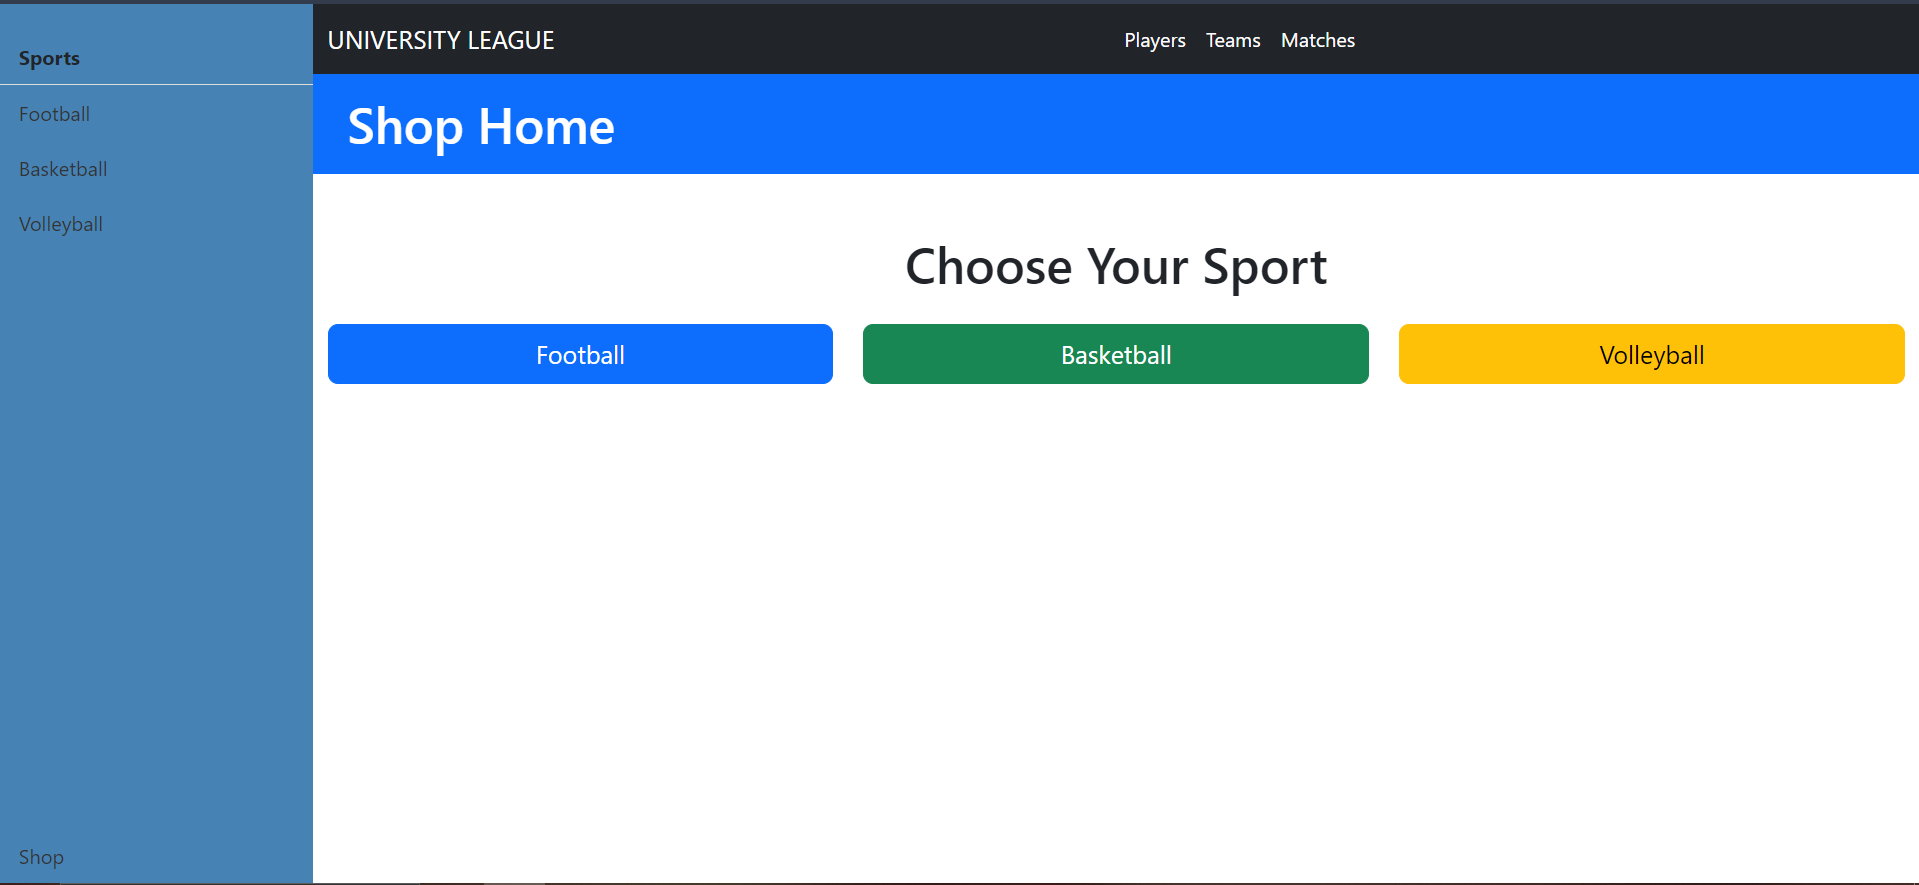 Sports
Football
Basketball
Volleyball
Shop
UNIVERSITY LEAGUE
Players Teams Matches
Shop Home
Choose Your Sport
Football
Basketball
Volleyball